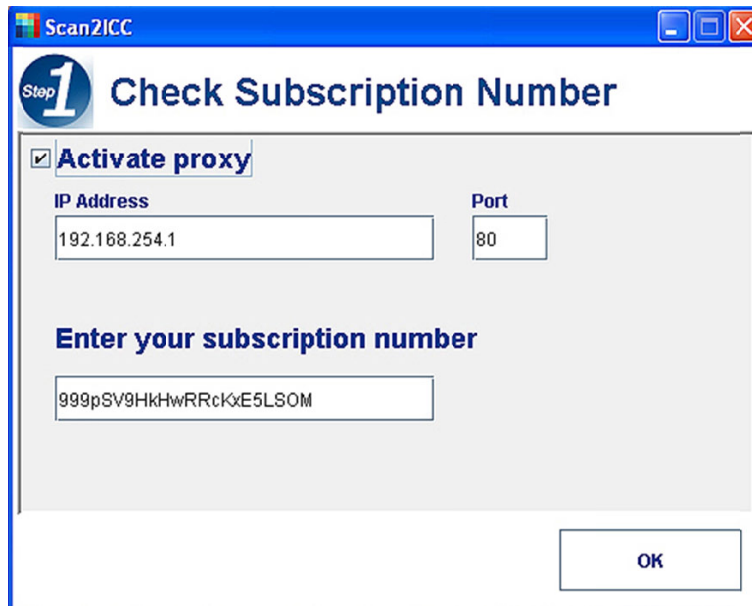 Scan2ICC
Step 1 Check Subscription Number
Activate proxy
IP Address Port
192.168.254.1 80
Enter your subscription number
999pSV9HkHwRRcKxE5LSOM
OK